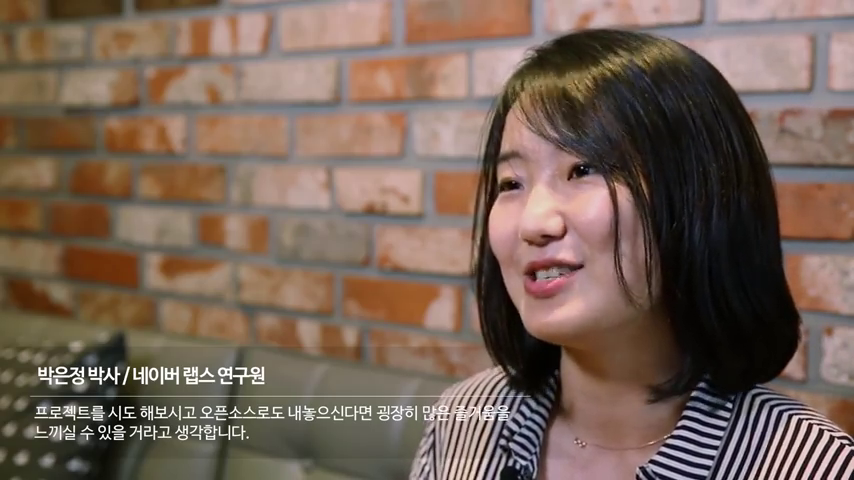 박은정 박사 / 네이버 랩스 연구원
프로젝트를 시도 해보시고 오픈소스로도 내놓으신다면 굉장히 많은 즐거움을
느끼실 수 있을 거라고 생각합니다.